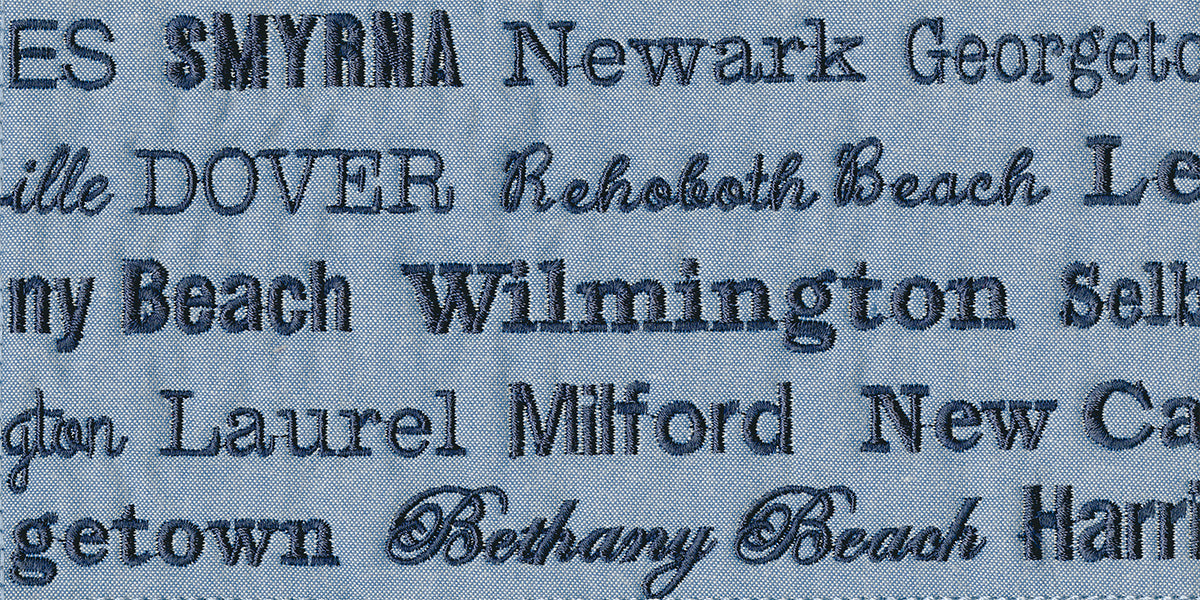 ES SMYRNA Newark Georgeto
ille DOVER Rehoboth Beach Le
ny Beach Wilmington Selb
gton Laurel Milford New Ca
getown Bethany Beach Harri